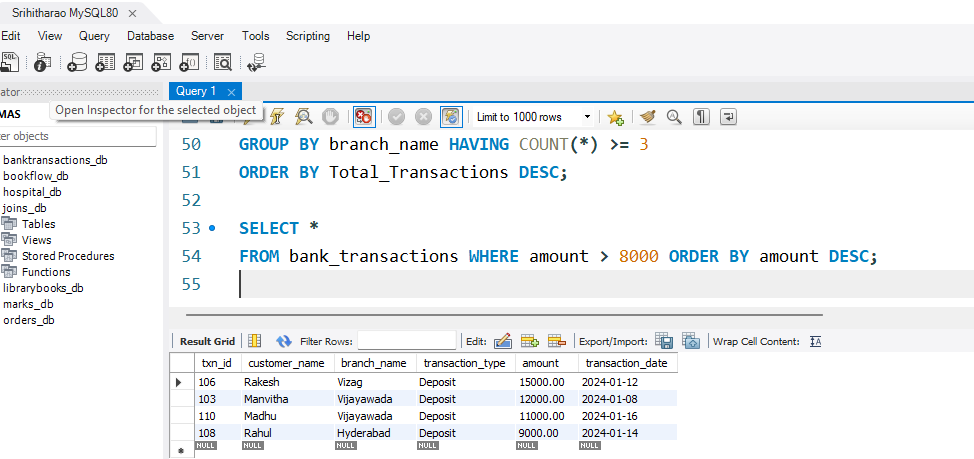 Srihitharao MySQL80 ×
Edit View Query Database Server Tools Scripting Help
ator
Query 1 ×
MAS
Open Inspector for the selected object
Limit to 1000 rows
ter objects
banktransactions_db
bookflow_db
hospital_db
joins_db
Tables
Views
Stored Procedures
Functions
librarybooks_db
marks_db
orders_db
50 GROUP BY branch_name HAVING COUNT(*) >= 3
51 ORDER BY Total_Transactions DESC;
52
53 SELECT *
54 FROM bank_transactions WHERE amount > 8000 ORDER BY amount DESC;
55
Result Grid Filter Rows: Edit: Export/Import: Wrap Cell Content:
txn_id customer_name branch_name transaction_type amount transaction_date
106 Rakesh Vizag Deposit 15000.00 2024-01-12
103 Manvitha Vijayawada Deposit 12000.00 2024-01-08
110 Madhu Vijayawada Deposit 11000.00 2024-01-16
108 Rahul Hyderabad Deposit 9000.00 2024-01-14
NULL NULL NULL NULL NULL NULL